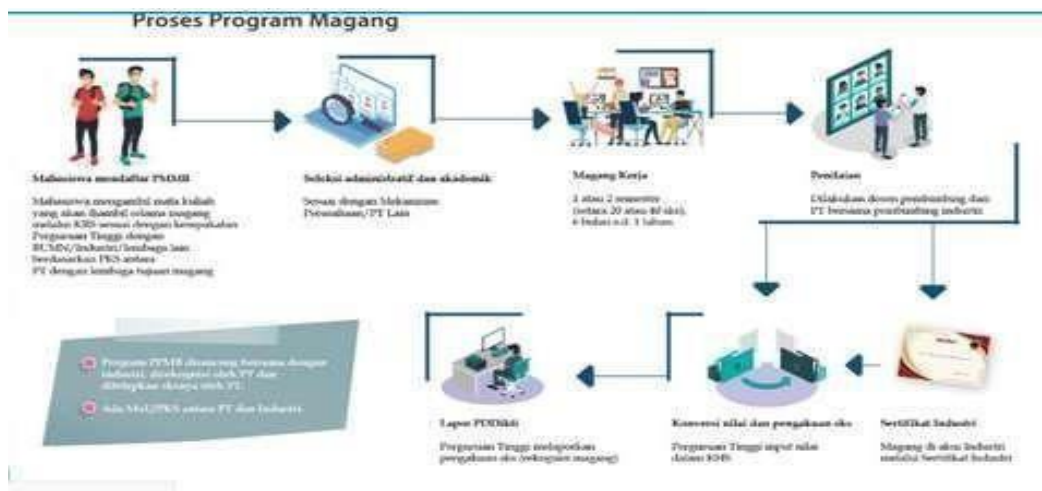 Proses Program Magang
Mahasiswa mendaftar PMMB
Mahasiswa mengambil mata kuliah
yang akan diambil selama magang
melalui KRS sesuai dengan kesepakatan
Perguruan Tinggi dengan
BUMN/Industri/lembaga lain
berdasarkan PKS antara
PT dengan lembaga tujuan magang
Seleksi administratif dan akademik
Sesuai dengan Mekanisme
Perusahaan/PT Lain
Magang Kerja
1 atau 2 semester
(setara 20 atau 40 sks),
6 bulan s.d. 1 tahun
Penilaian
Dilakukan dosen pembimbing dari
PT bersama pembimbing industri
Program PPMB dirancang bersama dengan
industri, direkognisi oleh PT dan
ditetapkan sksnya oleh PT.
Ada MoU/PKS antara PT dan Industri
Lapor PDDikti
Perguruan Tinggi melaporkan
pengakuan sks (rekognisi magang)
Konversi nilai dan pengakuan sks
Perguruan Tinggi input nilai
dalam KHS
Sertifikat Industri
Magang di akui Industri
melalui Sertifikat Industri